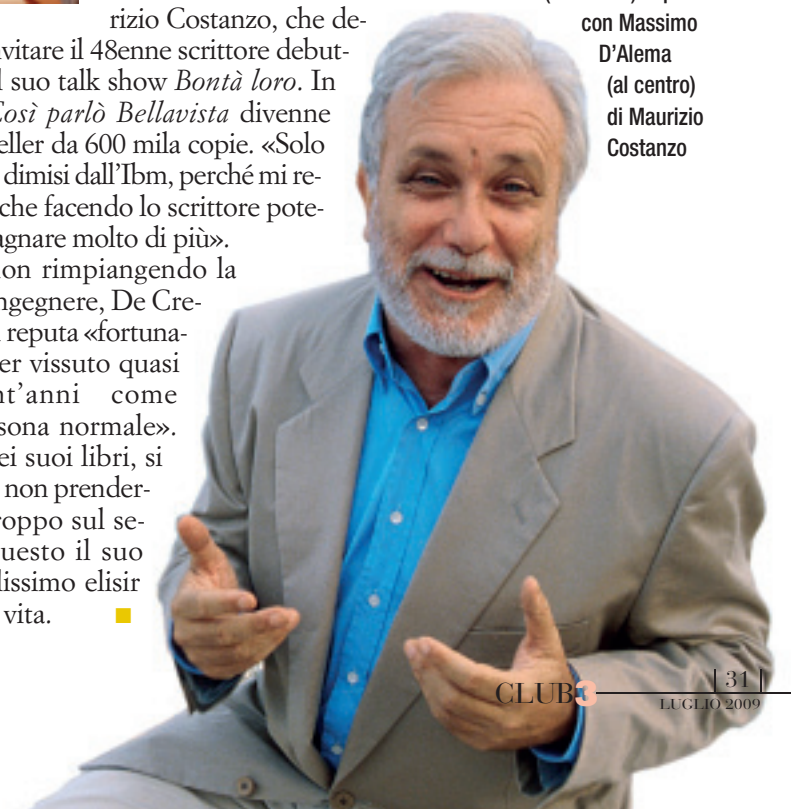 rizio Costanzo, che de-
vitare il 48enne scrittore debut-
suo talk show Bontà loro. In
Così parlò Bellavista divenne
eller da 600 mila copie. «Solo
dimisi dall'Ibm, perché mi re-
che facendo lo scrittore pote-
agnare molto di più».
on rimpiangendo la
ngegnere, De Cre-
reputa «fortuna-
er vissuto quasi
nt'anni come
sona normale».
ei suoi libri, si
non prender-
roppo sul se-
uesto il suo
lissimo elisir
vita.
con Massimo
D'Alema
(al centro)
di Maurizio
Costanzo
CLUB3
31
LUGLIO 2009